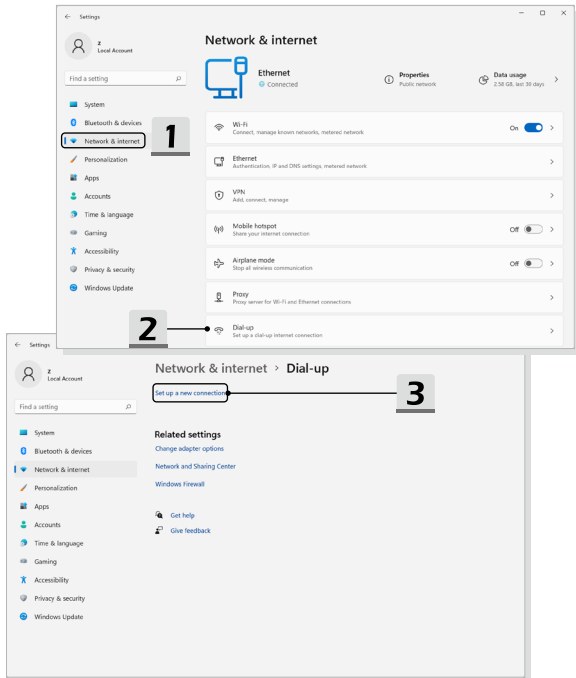 Settings
z
Local Account
Find a setting
System
Bluetooth & devices
Network & internet
Personalization
Apps
Accounts
Time & language
Gaming
Accessibility
Privacy & security
Windows Update
1
Network & internet
Ethernet
Connected
Properties
Public network
Data usage
2.58 GB, last 30 days
Wi-Fi
Connect, manage known networks, metered network
On
Ethernet
Authentication, IP and DNS settings, metered network
VPN
Add, connect, manage
Mobile hotspot
Share your internet connection
Off
Airplane mode
Stop all wireless communication
Off
Proxy
Proxy server for Wi-Fi and Ethernet connections
2
Dial-up
Set up a dial-up internet connection
Settings
z
Local Account
Find a setting
System
Bluetooth & devices
Network & internet
Personalization
Apps
Accounts
Time & language
Gaming
Accessibility
Privacy & security
Windows Update
Network & internet > Dial-up
Set up a new connection
3
Related settings
Change adapter options
Network and Sharing Center
Windows Firewall
Get help
Give feedback